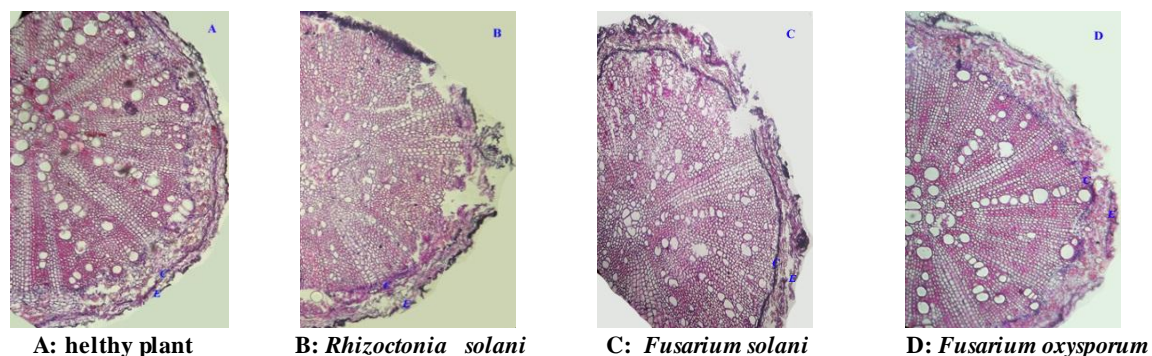 A
B
C
D
C
E
C
E
C
E
C
E
A: helthy plant
B: Rhizoctonia solani
C: Fusarium solani
D: Fusarium oxysporum